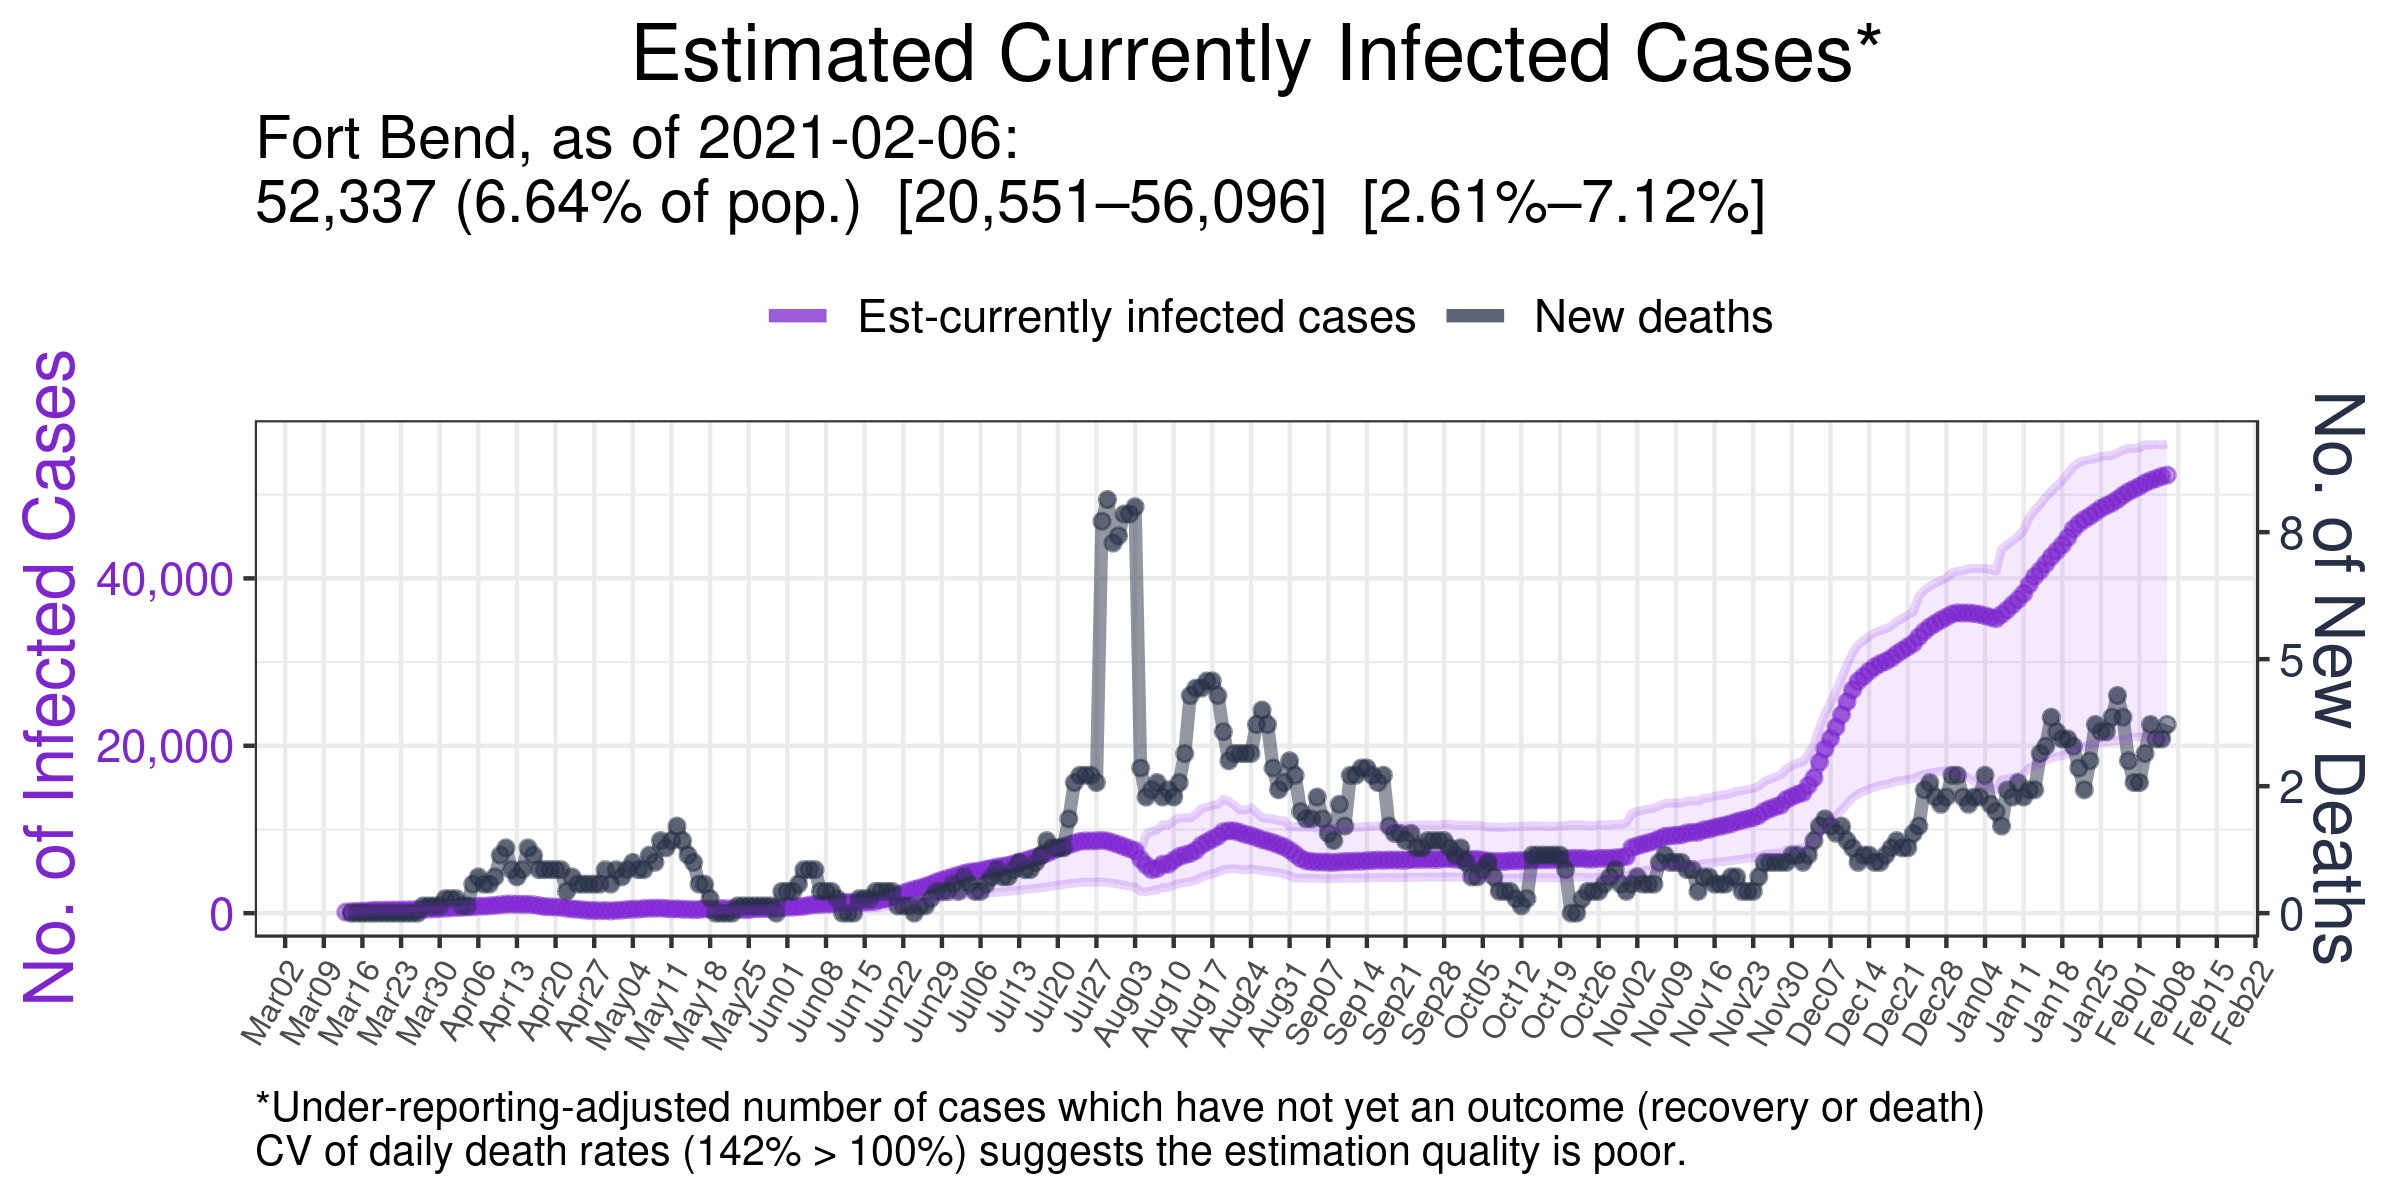 Estimated Currently Infected Cases*
Fort Bend, as of 2021-02-06:
52,337 (6.64% of pop.) [20,551–56,096] [2.61%–7.12%]
Est-currently infected cases New deaths
No. of Infected Cases
40,000
20,000
0
8
5
2
0
No. of New Deaths
Mar02 Mar09 Mar16 Mar23 Mar30 Apr06 Apr13 Apr20 Apr27 May04 May11 May18 May25 Jun01 Jun08 Jun15 Jun22 Jun29 Jul06 Jul13 Jul20 Jul27 Aug03 Aug10 Aug17 Aug24 Aug31 Sep07 Sep14 Sep21 Sep28 Oct05 Oct12 Oct19 Oct26 Nov02 Nov09 Nov16 Nov23 Nov30 Dec07 Dec14 Dec21 Dec28 Jan04 Jan11 Jan18 Jan25 Feb01 Feb08 Feb15 Feb22
*Under-reporting-adjusted number of cases which have not yet an outcome (recovery or death)
CV of daily death rates (142% > 100%) suggests the estimation quality is poor.